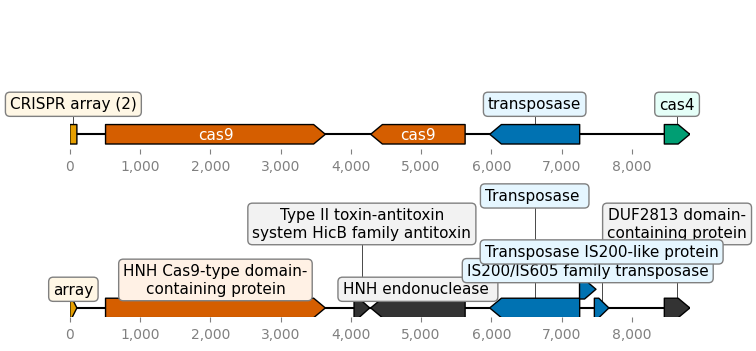 CRISPR array (2)
transposase
cas4
cas9
cas9
0 1,000 2,000 3,000 4,000 5,000 6,000 7,000 8,000
Transposase
Type II toxin-antitoxin
system HicB family antitoxin
DUF2813 domain-
containing protein
Transposase IS200-like protein
IS200/IS605 family transposase
HNH Cas9-type domain-
containing protein
array
HNH endonuclease
0 1,000 2,000 3,000 4,000 5,000 6,000 7,000 8,000